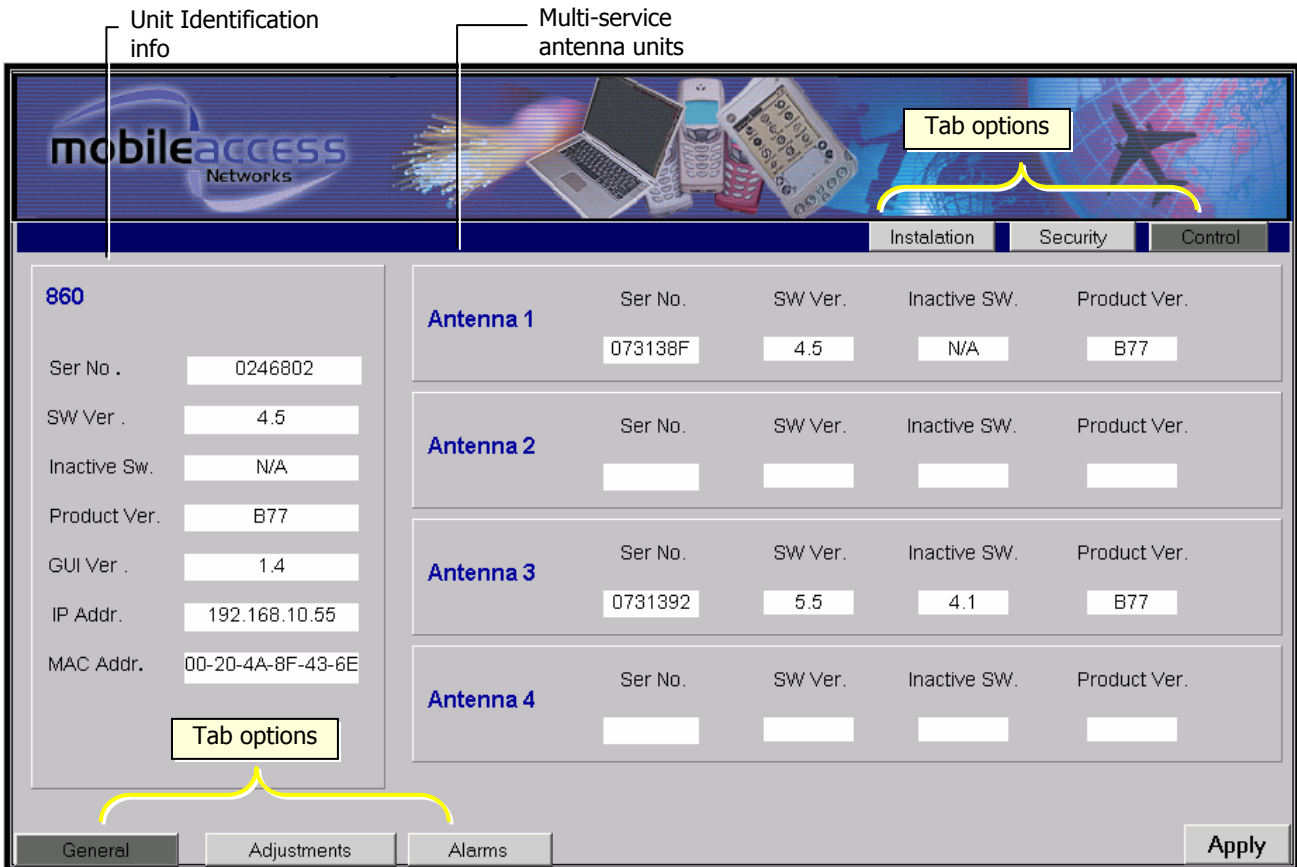 Unit Identification
info
Multi-service
antenna units
mobileaccess
Networks
Tab options
Instalation
Security
Control
860
Ser No .
0246802
SW Ver .
4.5
Inactive Sw.
N/A
Product Ver.
B77
GUI Ver .
1.4
IP Addr.
192.168.10.55
MAC Addr.
00-20-4A-8F-43-6E
Tab options
Antenna 1
Ser No.
SW Ver.
Inactive SW.
Product Ver.
073138F
4.5
N/A
B77
Antenna 2
Ser No.
SW Ver.
Inactive SW.
Product Ver.
Antenna 3
Ser No.
SW Ver.
Inactive SW.
Product Ver.
0731392
5.5
4.1
B77
Antenna 4
Ser No.
SW Ver.
Inactive SW.
Product Ver.
General
Adjustments
Alarms
Apply